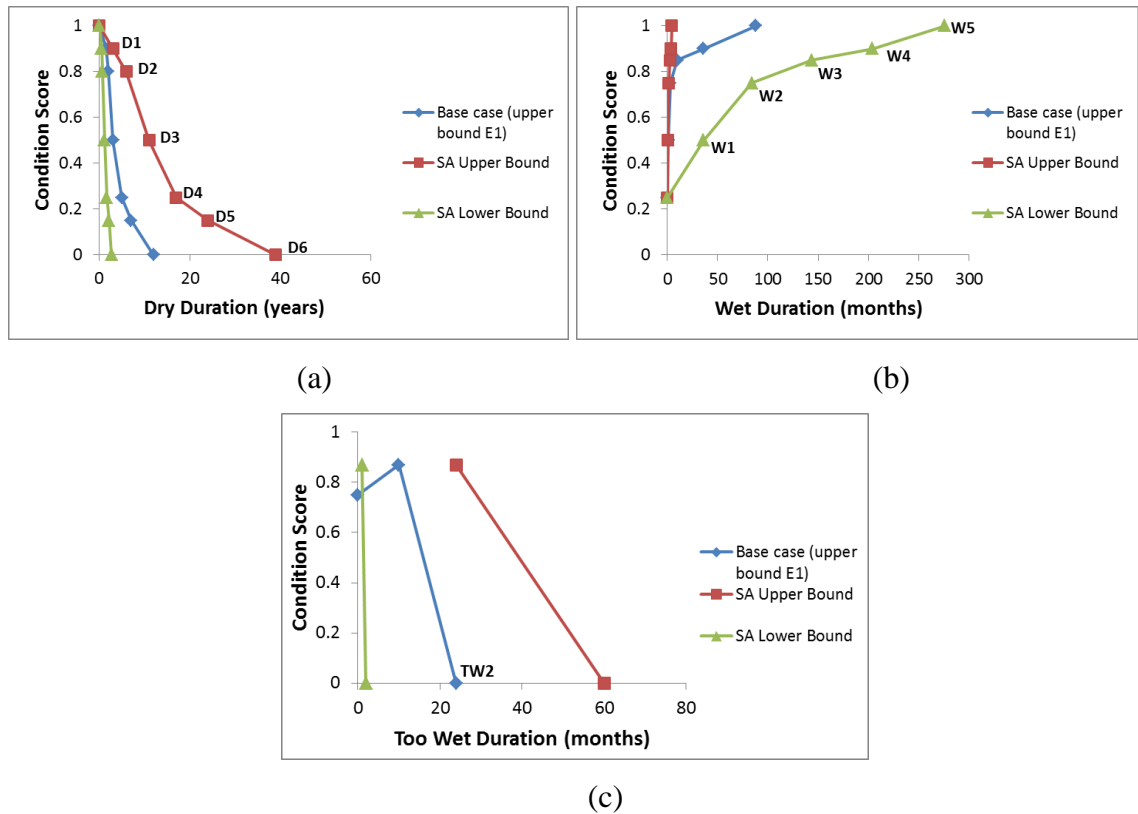 1
0.8
0.6
0.4
0.2
0
Condition Score
D1
D2
D3
D4
D5
D6
0 20 40 60
Dry Duration (years)
Base case (upper
bound E1)
SA Upper Bound
SA Lower Bound
(a)
1
0.8
0.6
0.4
0.2
0
Condition Score
W5
W4
W3
W2
W1
0 50 100 150 200 250 300
Wet Duration (months)
Base case (upper
bound E1)
SA Upper Bound
SA Lower Bound
(b)
1
0.8
0.6
0.4
0.2
0
Condition Score
TW2
0 20 40 60 80
Too Wet Duration (months)
Base case (upper
bound E1)
SA Upper Bound
SA Lower Bound
(c)